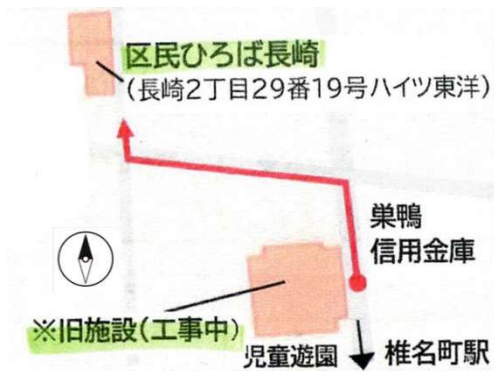 区民ひろば長崎
(長崎2丁目29番19号ハイツ東洋)
巣鴨
信用金庫
※旧施設(工事中)
児童遊園
椎名町駅